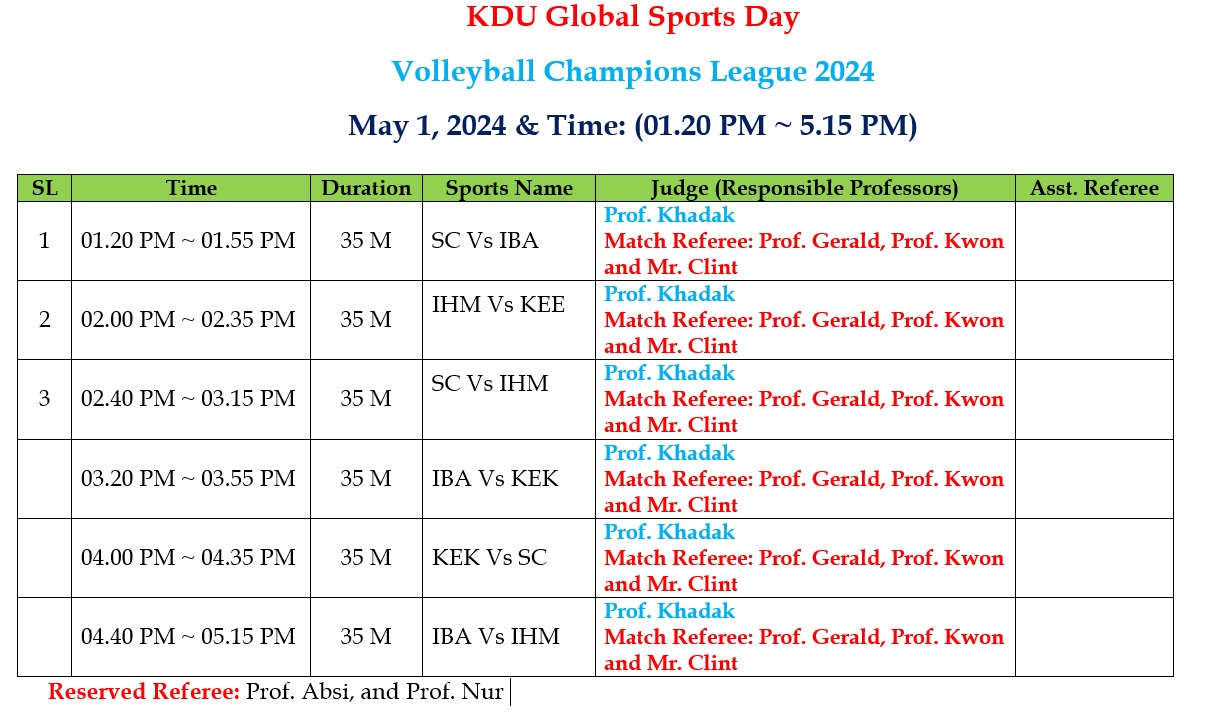 KDU Global Sports Day
Volleyball Champions League 2024
May 1, 2024 & Time: (01.20 PM ~ 5.15 PM)
SL Time Duration Sports Name Judge (Responsible Professors) Asst. Referee
1 01.20 PM ~ 01.55 PM 35 M SC Vs IBA Prof. Khadak
Match Referee: Prof. Gerald, Prof. Kwon
and Mr. Clint
2 02.00 PM ~ 02.35 PM 35 M IHM Vs KEE Prof. Khadak
Match Referee: Prof. Gerald, Prof. Kwon
and Mr. Clint
3 02.40 PM ~ 03.15 PM 35 M SC Vs IHM Prof. Khadak
Match Referee: Prof. Gerald, Prof. Kwon
and Mr. Clint
03.20 PM ~ 03.55 PM 35 M IBA Vs KEK Prof. Khadak
Match Referee: Prof. Gerald, Prof. Kwon
and Mr. Clint
04.00 PM ~ 04.35 PM 35 M KEK Vs SC Prof. Khadak
Match Referee: Prof. Gerald, Prof. Kwon
and Mr. Clint
04.40 PM ~ 05.15 PM 35 M IBA Vs IHM Prof. Khadak
Match Referee: Prof. Gerald, Prof. Kwon
and Mr. Clint
Reserved Referee: Prof. Absi, and Prof. Nur